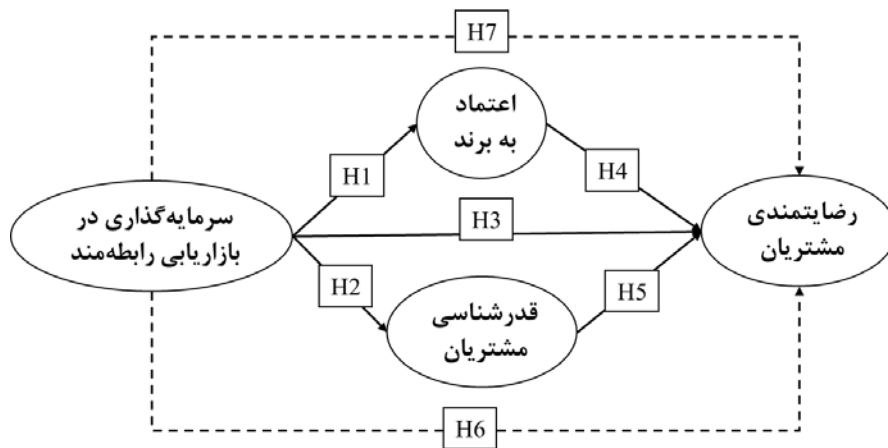 H7
اعتماد
به برند
H1
H4
سرمایه‌گذاری در
بازاریابی رابطه‌مند
H3
رضایتمندی
مشتریان
H2
H5
قدرشناسی
مشتریان
H6